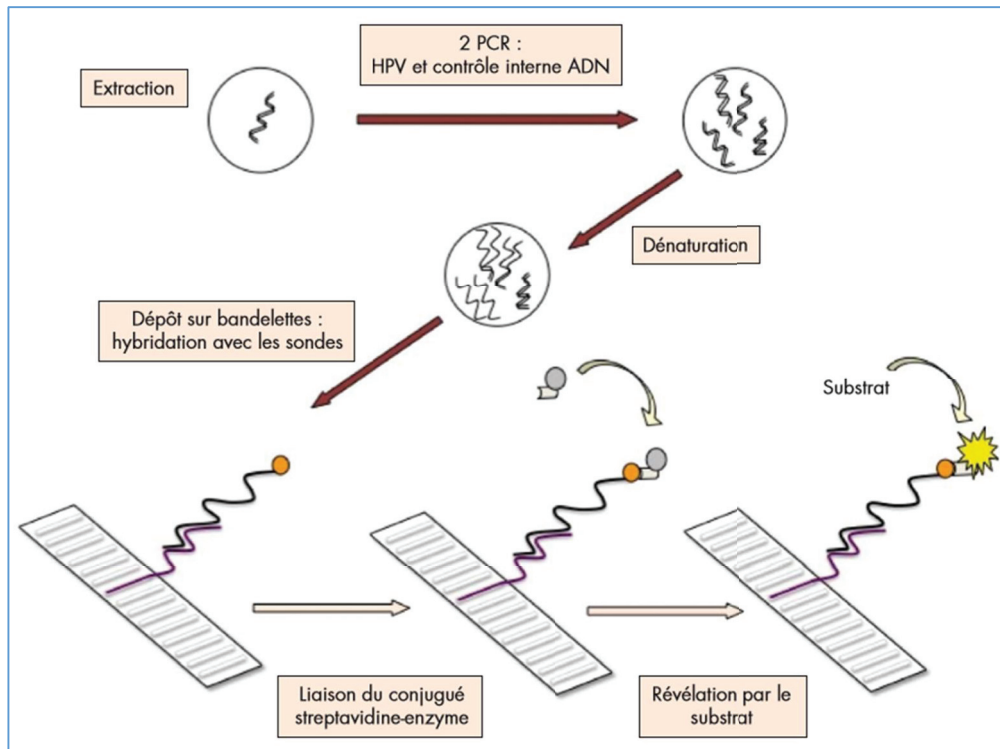 2 PCR :
HPV et contrôle interne ADN
Extraction
Dénaturation
Dépôt sur bandelettes :
hybridation avec les sondes
Substrat
Liaison du conjugué
streptavidine-enzyme
Révélation par le
substrat